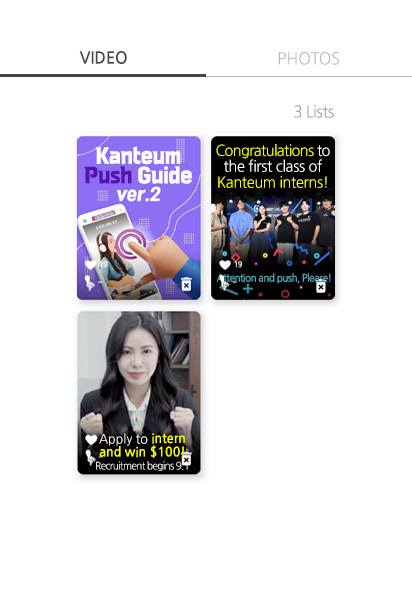 VIDEO
PHOTOS
3 Lists
Kanteum
Push Guide
ver.2
19
Congratulations to
the first class of
Kanteum interns!
19
Attention and push, Please!
Apply to intern
and win $100!
Recruitment begins 9.1